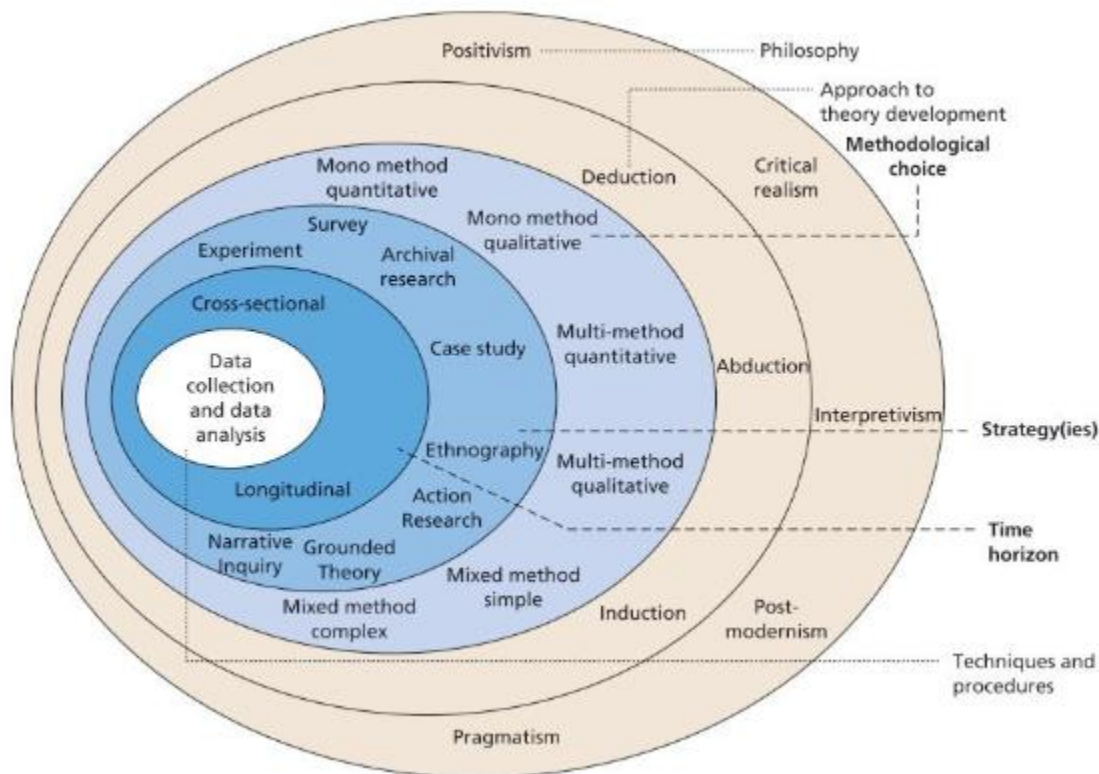 Positivism
Philosophy
Approach to
theory development
Methodological
choice
Critical
realism
Deduction
Mono method
quantitative
Mono method
qualitative
Survey
Experiment
Archival
research
Cross-sectional
Multi-method
quantitative
Case study
Data
collection
and data
analysis
Abduction
Interpretivism
Strategy(ies)
Ethnography
Multi-method
qualitative
Longitudinal
Action
Research
Time
horizon
Narrative
Inquiry
Grounded
Theory
Mixed method
simple
Mixed method
complex
Induction
Post-
modernism
Techniques and
procedures
Pragmatism